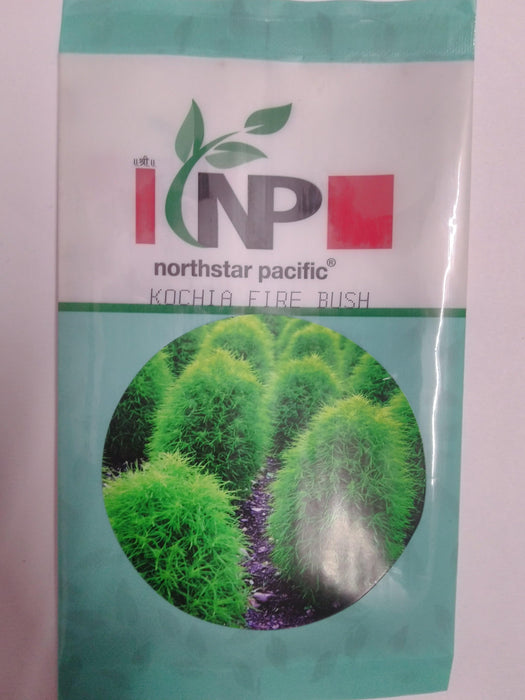 ॥श्री॥
NP
northstar pacific®
KOCHIA FIRE BUSH